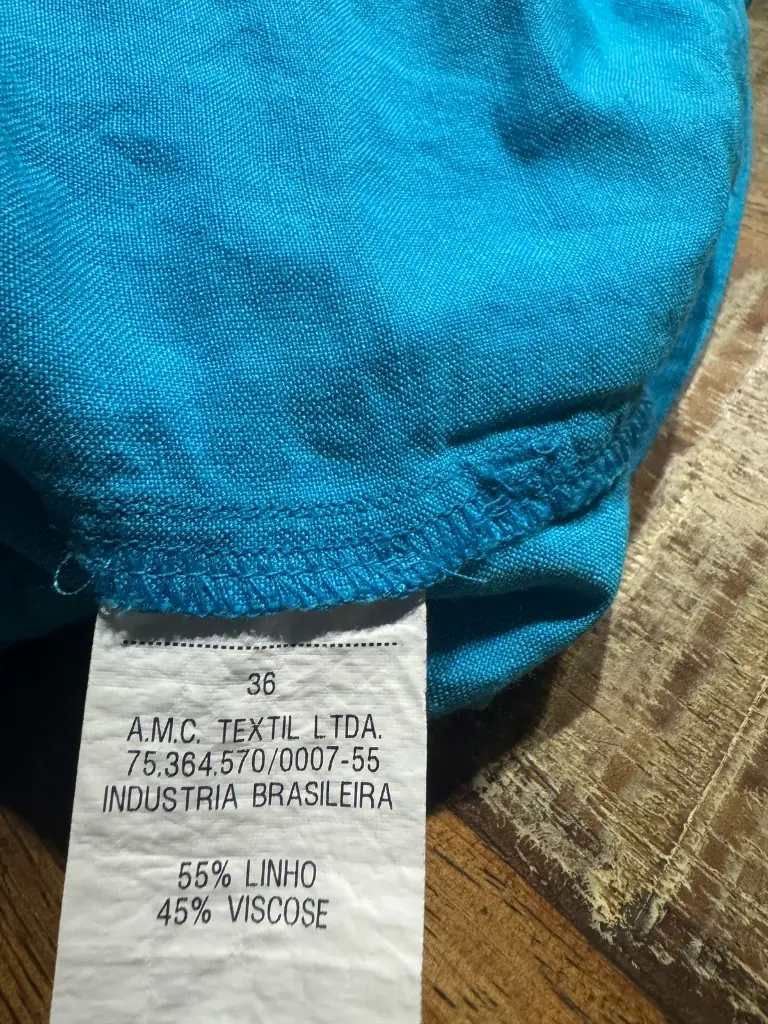 36
A.M.C. TEXTIL LTDA.
75.364.570/0007-55
INDUSTRIA BRASILEIRA
55% LINHO
45% VISCOSE